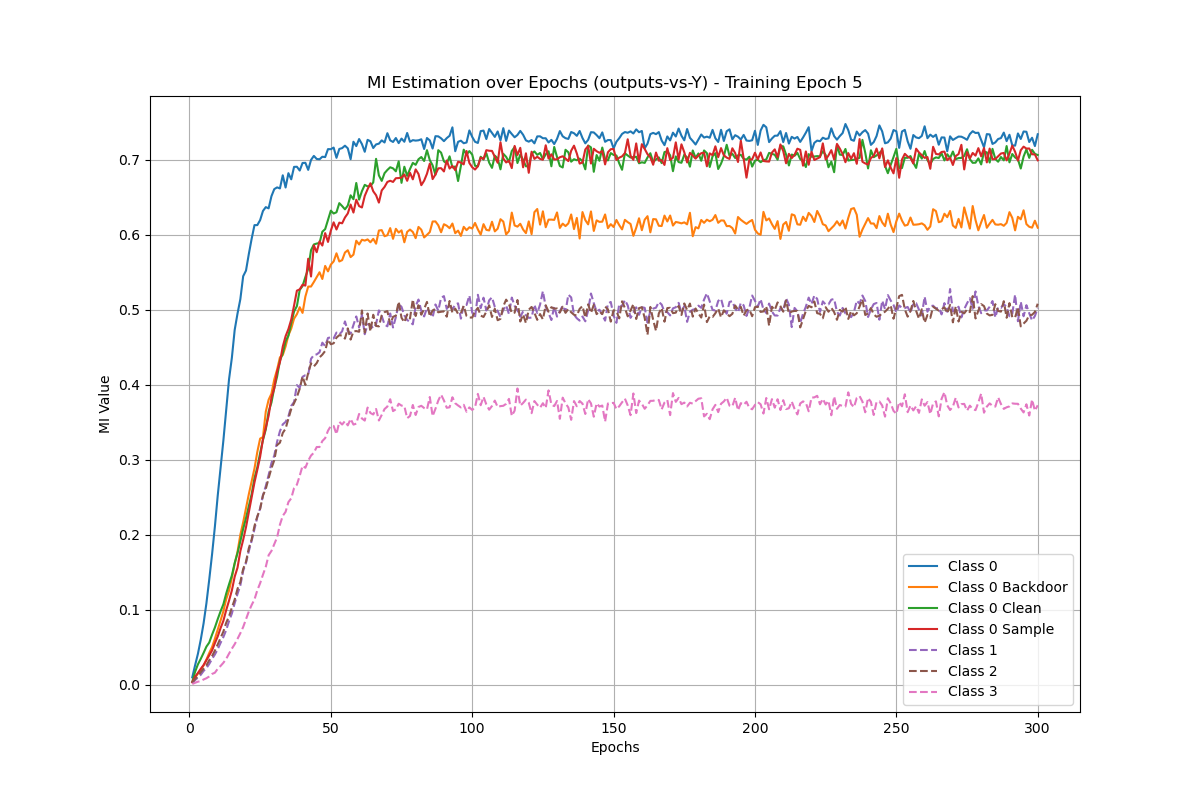 MI Estimation over Epochs (outputs-vs-Y) - Training Epoch 5
MI Value
0.7
0.6
0.5
0.4
0.3
0.2
0.1
0.0
Class 0
Class 0 Backdoor
Class 0 Clean
Class 0 Sample
Class 1
Class 2
Class 3
0 50 100 150 200 250 300
Epochs